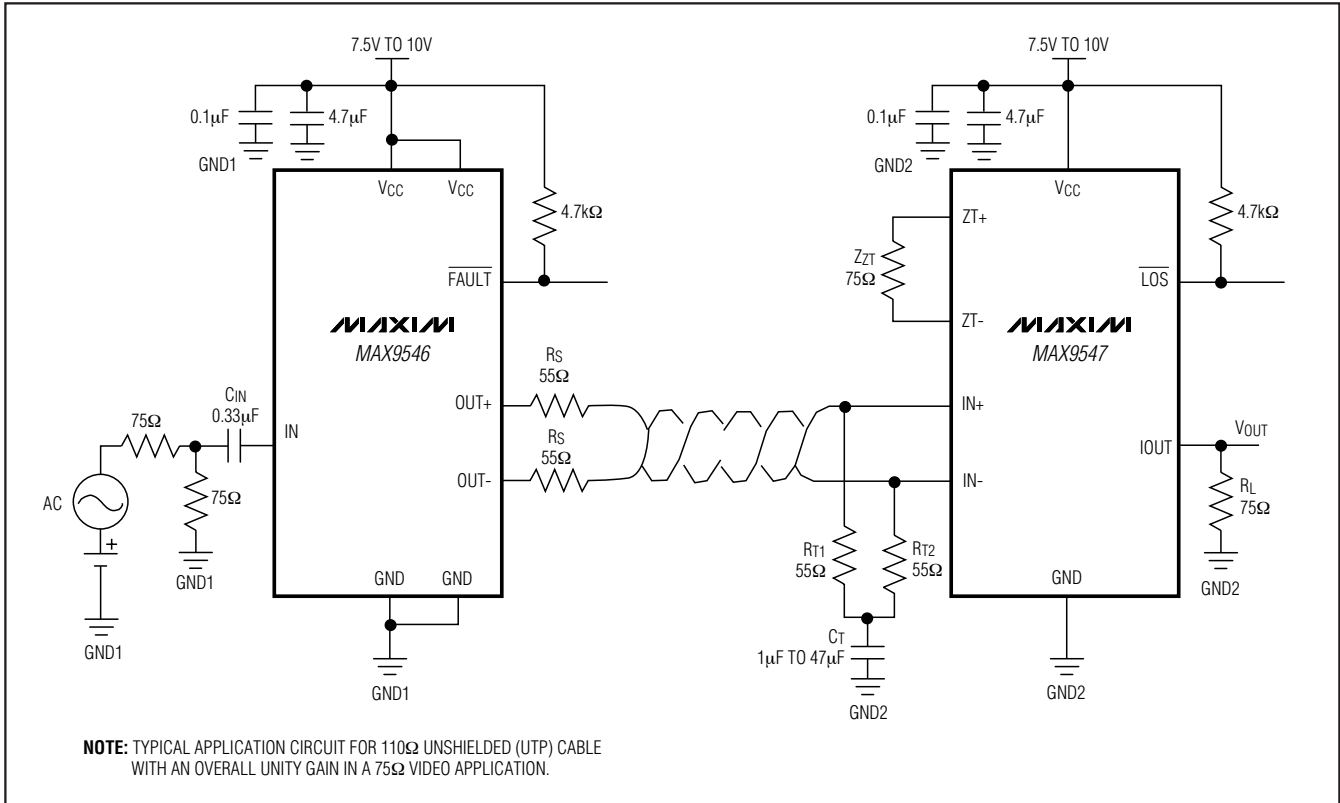 7.5V TO 10V
0.1µF
4.7µF
GND1
VCC
VCC
4.7kΩ
FAULT
MAXIM
MAX9546
CIN
0.33µF
IN
75Ω
75Ω
AC
+
GND1
GND1
RS
55Ω
OUT+
RS
55Ω
OUT-
GND
GND
GND1
7.5V TO 10V
0.1µF
4.7µF
GND2
VCC
4.7kΩ
ZT+
ZZT
75Ω
ZT-
LOS
MAXIM
MAX9547
IN+
IN-
IOUT
VOUT
RL
75Ω
GND2
RT1
55Ω
RT2
55Ω
CT
1µF TO 47µF
GND2
GND
GND2
NOTE: TYPICAL APPLICATION CIRCUIT FOR 110Ω UNSHIELDED (UTP) CABLE
WITH AN OVERALL UNITY GAIN IN A 75Ω VIDEO APPLICATION.